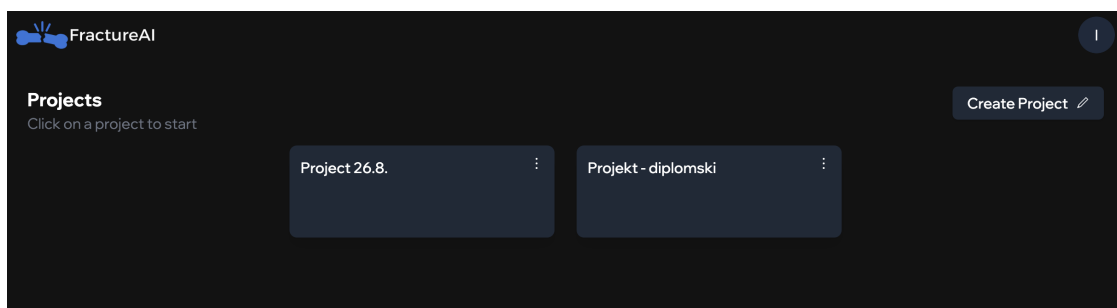 FractureAI
I
Projects
Create Project
Click on a project to start
Project 26.8.
Projekt - diplomski